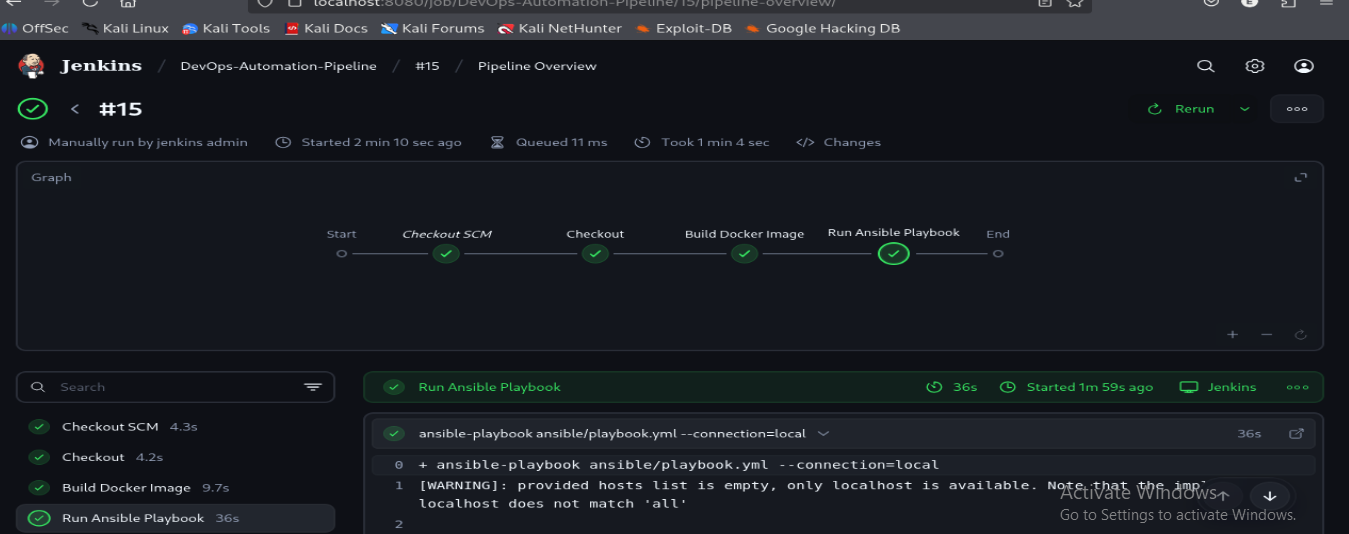 localhost:8080/job/DevOps-Automation-Pipeline/15/pipeline-overview/
OffSec Kali Linux Kali Tools Kali Docs Kali Forums Kali NetHunter Exploit-DB Google Hacking DB
Jenkins / DevOps-Automation-Pipeline / #15 / Pipeline Overview
< #15 Rerun
Manually run by jenkins admin Started 2 min 10 sec ago Queued 11 ms Took 1 min 4 sec </> Changes
Graph
Start Checkout SCM Checkout Build Docker Image Run Ansible Playbook End
Search
Run Ansible Playbook 36s Started 1m 59s ago Jenkins
Checkout SCM 4.3s
Checkout 4.2s
Build Docker Image 9.7s
Run Ansible Playbook 36s
ansible-playbook ansible/playbook.yml --connection=local 36s
0 + ansible-playbook ansible/playbook.yml --connection=local
1 [WARNING]: provided hosts list is empty, only localhost is available. Note that the
localhost does not match 'all'
2
Activate Windows
Go to Settings to activate Windows.